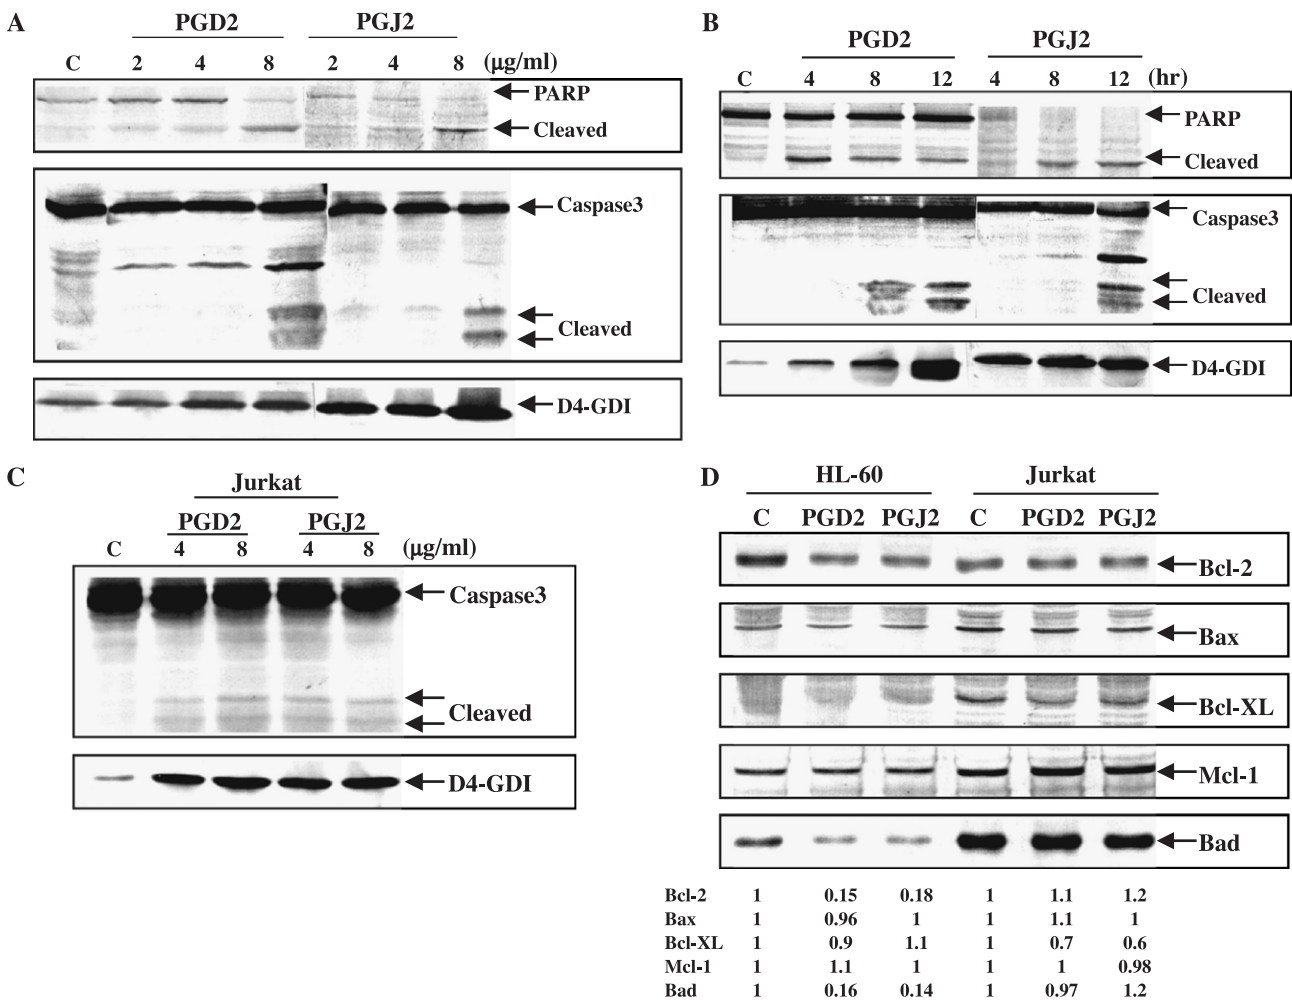 A
PGD2 PGJ2
C 2 4 8 2 4 8 (µg/ml)
PARP
Cleaved
Caspase3
Cleaved
D4-GDI
B
PGD2 PGJ2
C 4 8 12 4 8 12 (hr)
PARP
Cleaved
Caspase3
Cleaved
D4-GDI
C
Jurkat
PGD2 PGJ2
C 4 8 4 8 (µg/ml)
Caspase3
Cleaved
D4-GDI
D
HL-60 Jurkat
C PGD2 PGJ2 C PGD2 PGJ2
Bcl-2
Bax
Bcl-XL
Mcl-1
Bad
Bcl-2 1 0.15 0.18 1 1.1 1.2
Bax 1 0.96 1 1 1.1 1
Bcl-XL 1 0.9 1.1 1 0.7 0.6
Mcl-1 1 1.1 1 1 1 0.98
Bad 1 0.16 0.14 1 0.97 1.2